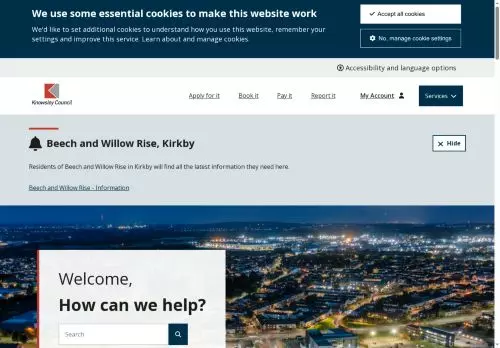 We use some essential cookies to make this website work
We'd like to set additional cookies to understand how you use this website, remember your
settings and improve this service. Learn about and manage cookies.
Accept all cookies
No, manage cookie settings
Accessibility and language options
Knowsley Council
Apply for it
Book it
Pay it
Report it
My Account
Services
Beech and Willow Rise, Kirkby
Hide
Residents of Beech and Willow Rise in Kirkby will find all the latest information they need here.
Beech and Willow Rise - Information
Welcome,
How can we help?
Search